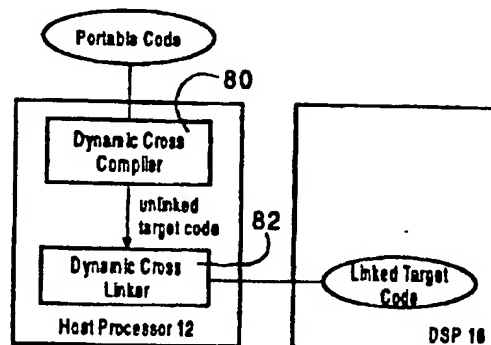 Portable Code
80
Dynamic Cross
Compiler
unlinked
target code
82
Dynamic Cross
Linker
Linked Target
Code
Host Processor 12
DSP 16